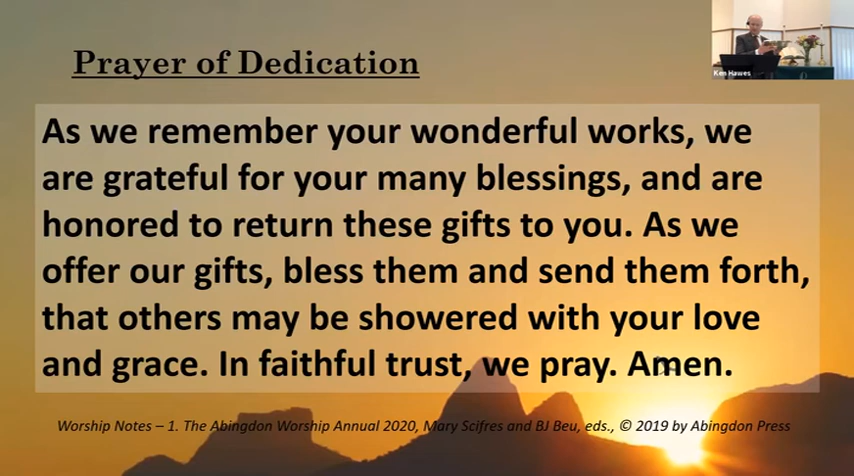 Prayer of Dedication
Ken Hawes
As we remember your wonderful works, we
are grateful for your many blessings, and are
honored to return these gifts to you. As we
offer our gifts, bless them and send them forth,
that others may be showered with your love
and grace. In faithful trust, we pray. Amen.
Worship Notes – 1. The Abingdon Worship Annual 2020, Mary Scifres and BJ Beu, eds., © 2019 by Abingdon Press